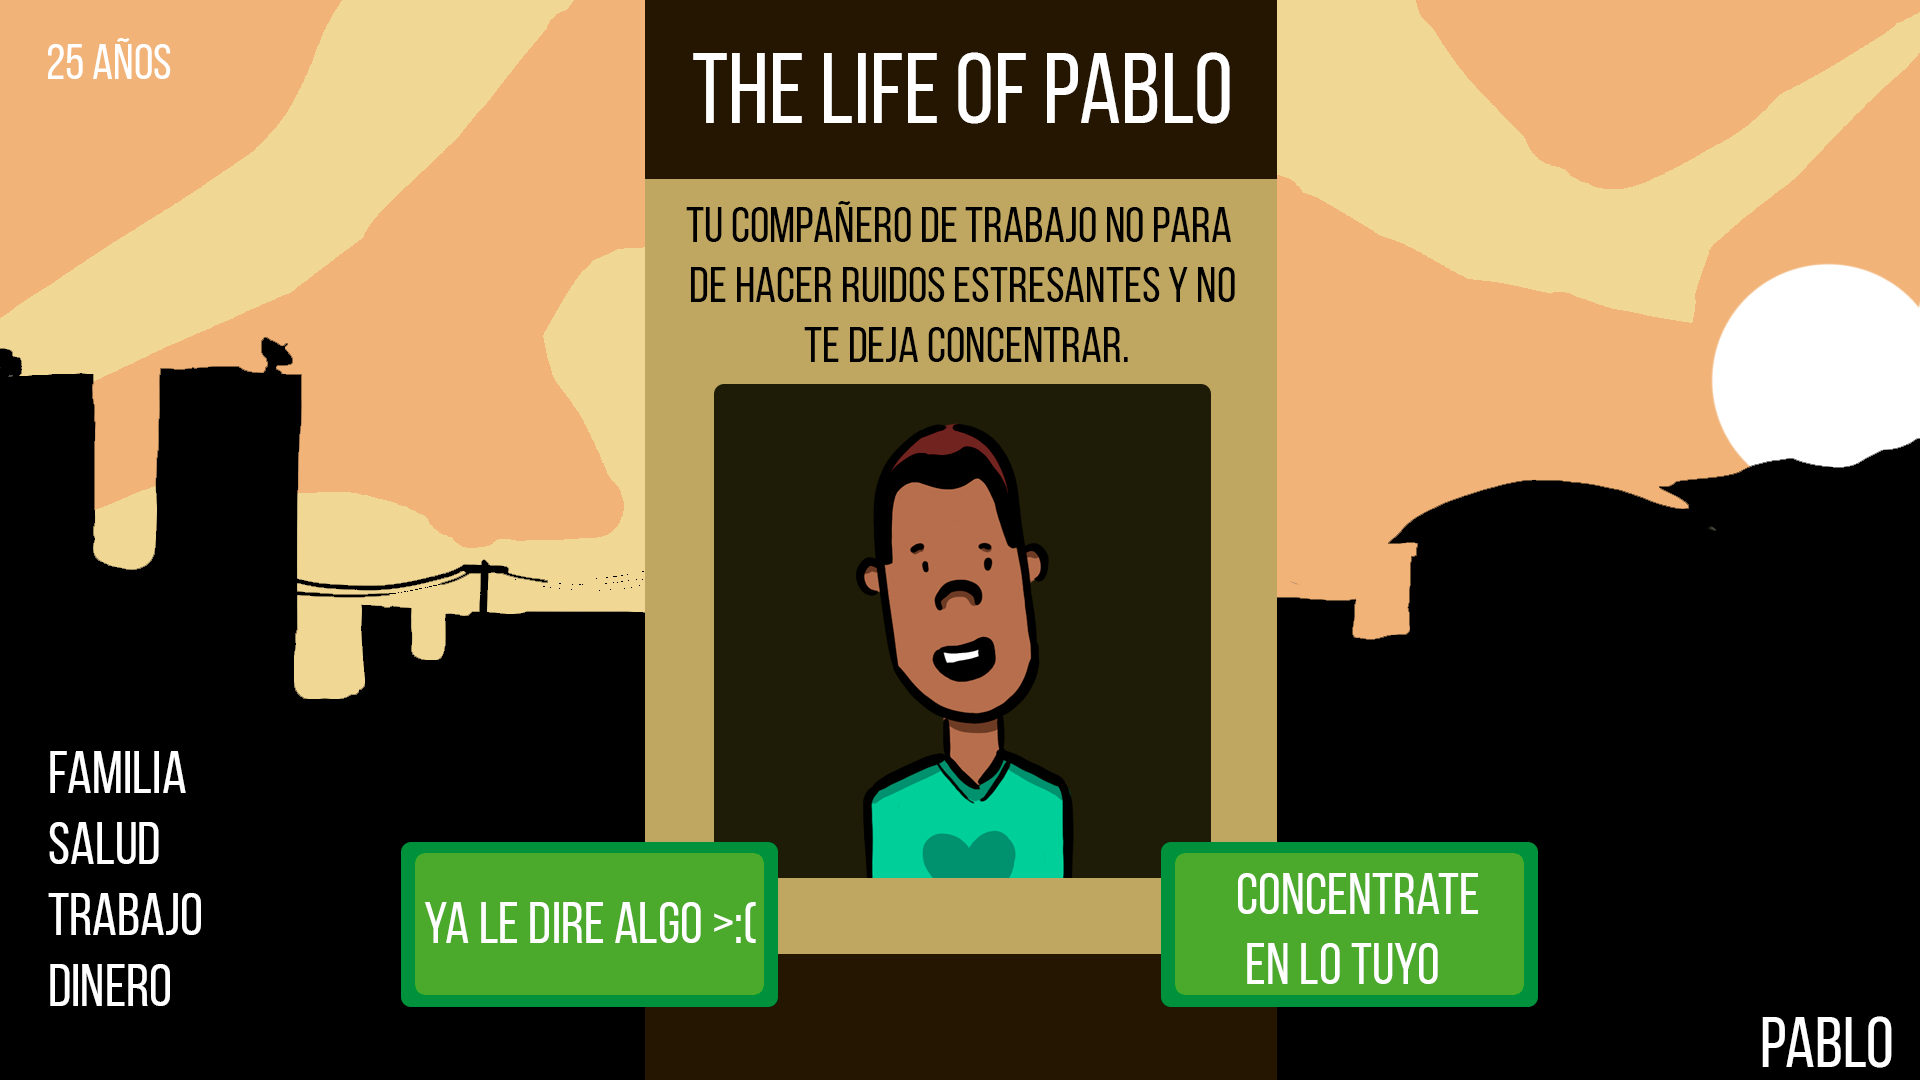 25 AÑOS
THE LIFE OF PABLO
TU COMPAÑERO DE TRABAJO NO PARA
DE HACER RUIDOS ESTRESANTES Y NO
TE DEJA CONCENTRAR.
FAMILIA
SALUD
TRABAJO
DINERO
YA LE DIRE ALGO >:(
CONCENTRATE
EN LO TUYO
PABLO